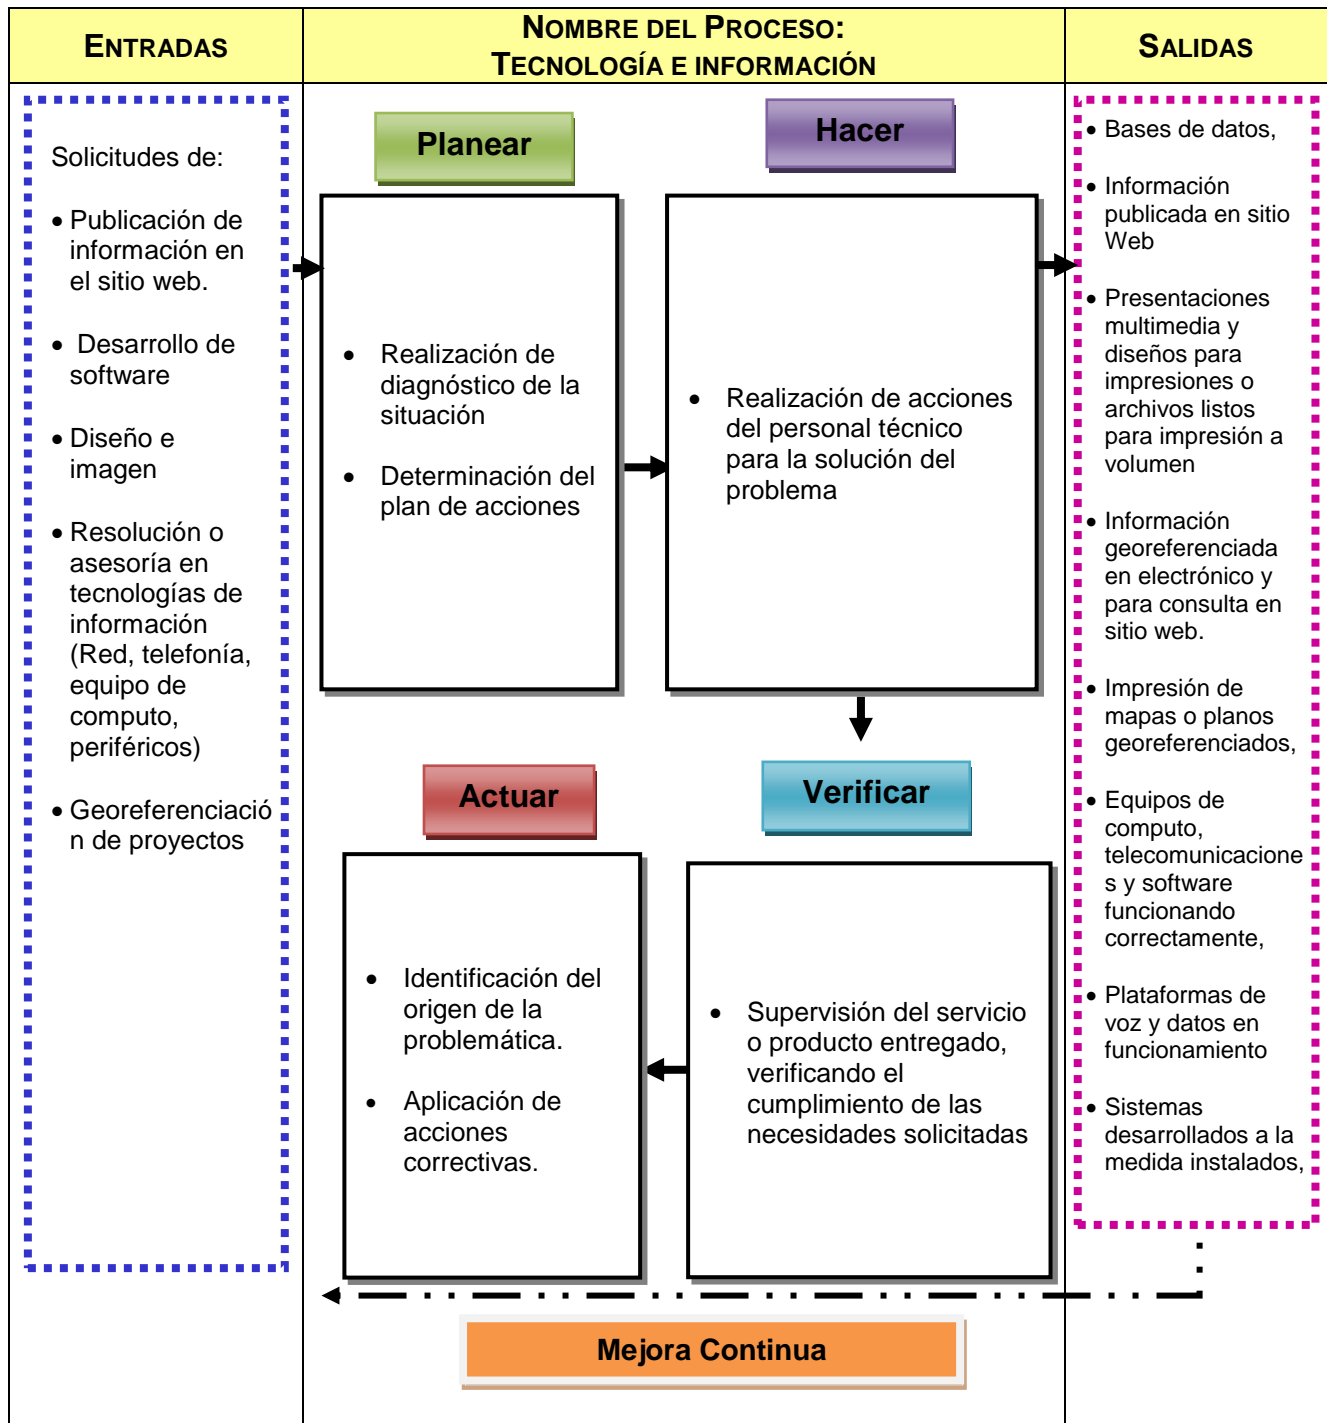 ENTRADAS
NOMBRE DEL PROCESO:
TECNOLOGÍA E INFORMACIÓN
SALIDAS
Solicitudes de:
• Publicación de
información en
el sitio web.
• Desarrollo de
software
• Diseño e
imagen
• Resolución o
asesoría en
tecnologías de
información
(Red, telefonía,
equipo de
computo,
periféricos)
• Georeferenciació
n de proyectos
Planear
• Realización de
diagnóstico de la
situación
• Determinación del
plan de acciones
Hacer
• Realización de acciones
del personal técnico
para la solución del
problema
Verificar
• Supervisión del servicio
o producto entregado,
verificando el
cumplimiento de las
necesidades solicitadas
Actuar
• Identificación del
origen de la
problemática.
• Aplicación de
acciones
correctivas.
• Bases de datos,
• Información
publicada en sitio
Web
• Presentaciones
multimedia y
diseños para
impresiones o
archivos listos
para impresión a
volumen
• Información
georeferenciada
en electrónico y
para consulta en
sitio web.
• Impresión de
mapas o planos
georeferenciados,
• Equipos de
computo,
telecomunicacione
s y software
funcionando
correctamente,
• Plataformas de
voz y datos en
funcionamiento
• Sistemas
desarrollados a la
medida instalados,
Mejora Continua